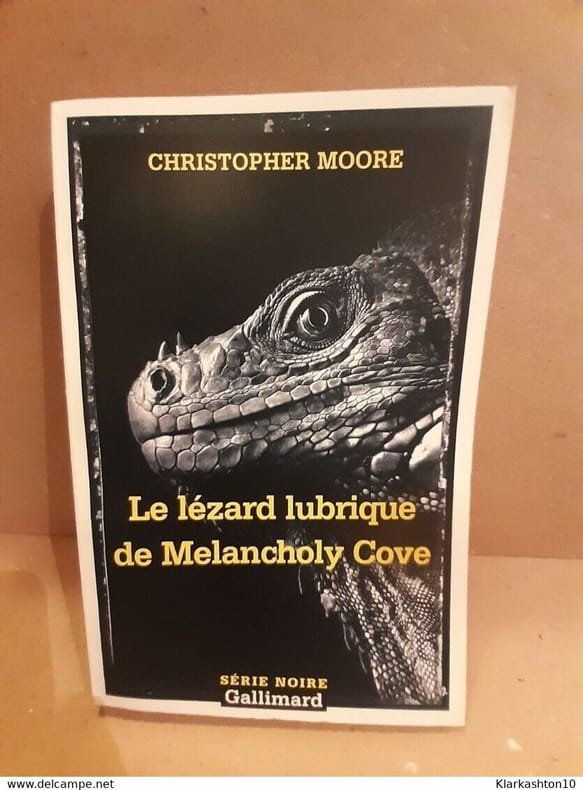 CHRISTOPHER MOORE
Le lézard lubrique
de Melancholy Cove
SÉRIE NOIRE
Gallimard
www.delcampe.net
Klarkashton10